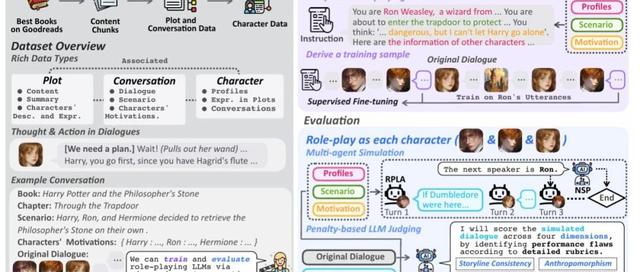 Best Books
on Goodreads
Content
Chunks
Plot and
Conversation Data
Character Data
Dataset Overview
Rich Data Types
Associated
Plot
Content
Summary
Characters'
Desc. and Expr.
Conversation
Dialogue
Scenario
Characters'
Motivations.
Character
Profiles
Expr. in Plots
Conversations
Thought & Action in Dialogues
[We need a plan.] Wait! (Pulls out her wand) ...
Harry, you go first, since you have Hagrid's flute ...
Example Conversation
Book: Harry Potter and the Philosopher's Stone
Chapter: Through the Trapdoor
Scenario: Harry, Ron, and Hermione decided to retrieve the
Philosopher's Stone on their own .
Characters' Motivations: { Harry : ..., Ron : ..., Hermione : ... }
Original Dialogue:
We can train and evaluate
role-playing LLMs via
You are Ron Weasley, a wizard from ... You are
about to enter the trapdoor to protect ... You
think: '... dangerous, but I can't let Harry go alone'.
Here are the information of other characters ...
Instruction
Profiles
Scenario
Motivation
Derive a training sample
Original Dialogue
...
Supervised Fine-tuning
Train on Ron's Utterances
Evaluation
Role-play as each character ( & & )
Multi-agent Simulation
Profiles
Scenario
Motivation
RPLA
The next speaker is Ron.
If Dumbledore
were here...
NSP
End
Turn 1
Turn 2
Turn 3
Penalty-based LLM Judging
Original Dialogue
I will score the simulated
dialogue across four dimensions,
by identifying performance flaws
according to detailed rubrics.
Storyline Consistency
Anthropomorphism